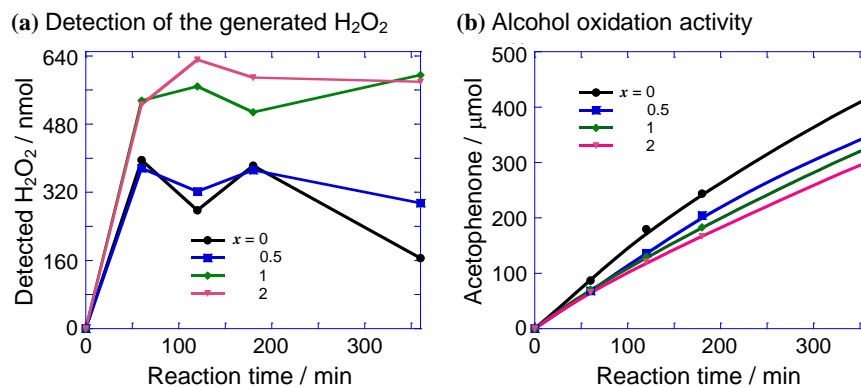 (a) Detection of the generated H₂O₂
640
480
320
160
0
Detected H₂O₂ / nmol
x = 0
0.5
1
2
0 100 200 300
Reaction time / min
(b) Alcohol oxidation activity
500
400
300
200
100
0
Acetophenone / μmol
x = 0
0.5
1
2
0 100 200 300
Reaction time / min